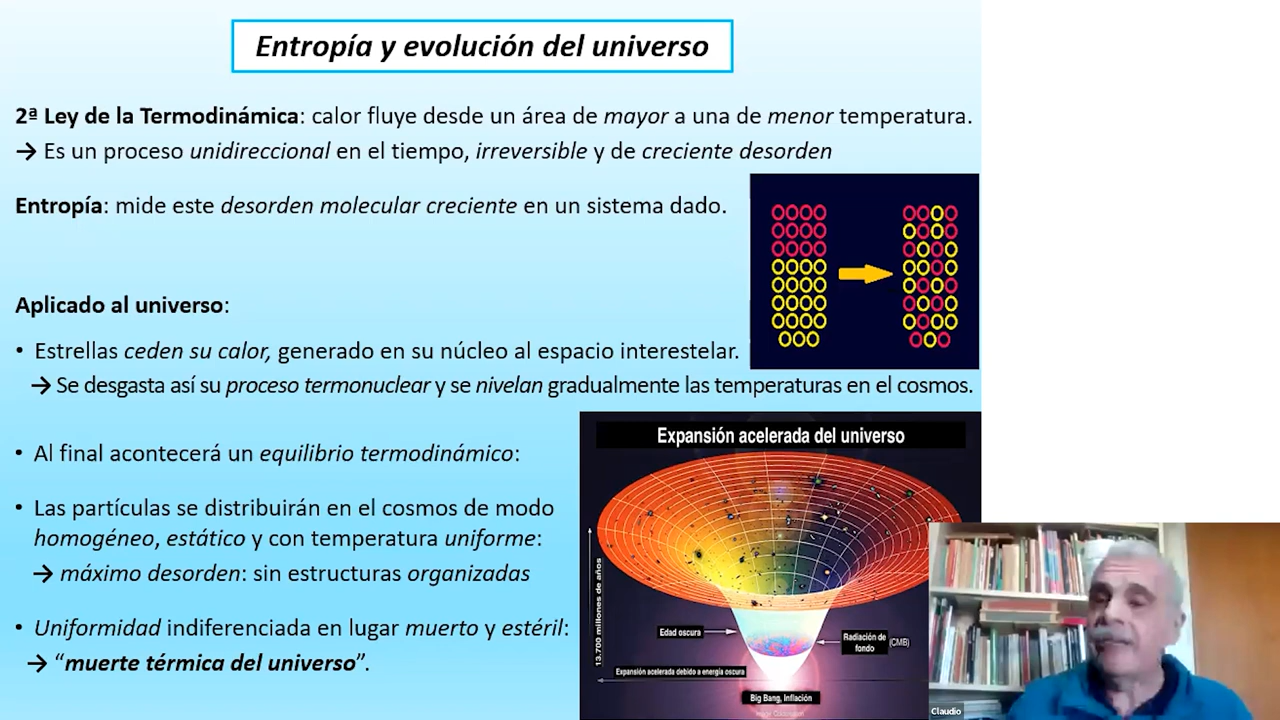 Entropía y evolución del universo
2ª Ley de la Termodinámica: calor fluye desde un área de mayor a una de menor temperatura.
→ Es un proceso unidireccional en el tiempo, irreversible y de creciente desorden
Entropía: mide este desorden molecular creciente en un sistema dado.
Aplicado al universo:
• Estrellas ceden su calor, generado en su núcleo al espacio interestelar.
→ Se desgasta así su proceso termonuclear y se nivelan gradualmente las temperaturas en el cosmos.
• Al final acontecerá un equilibrio termodinámico:
• Las partículas se distribuirán en el cosmos de modo
homogéneo, estático y con temperatura uniforme:
→ máximo desorden: sin estructuras organizadas
• Uniformidad indiferenciada en lugar muerto y estéril:
→ “muerte térmica del universo”.
Expansión acelerada del universo
13.700 millones de años
Edad oscura
Radiación de
fondo
(CMB)
Expansión acelerada debido a energía oscura
Big Bang, Inflación
Claudio